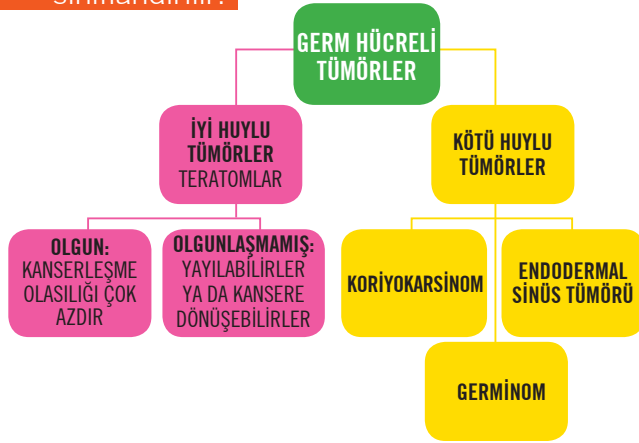 GERM HÜCRELİ
TÜMÖRLER
İYİ HUYLU
TÜMÖRLER
TERATOMLAR
KÖTÜ HUYLU
TÜMÖRLER
OLGUN:
KANSERLEŞME
OLASILIĞI ÇOK
AZDIR
OLGUNLAŞMAMIŞ:
YAYILABİLİRLER
YA DA KANSERE
DÖNÜŞEBİLİRLER
KORİYOKARSİNOM
ENDODERMAL
SİNÜS TÜMÖRÜ
GERMİNOM